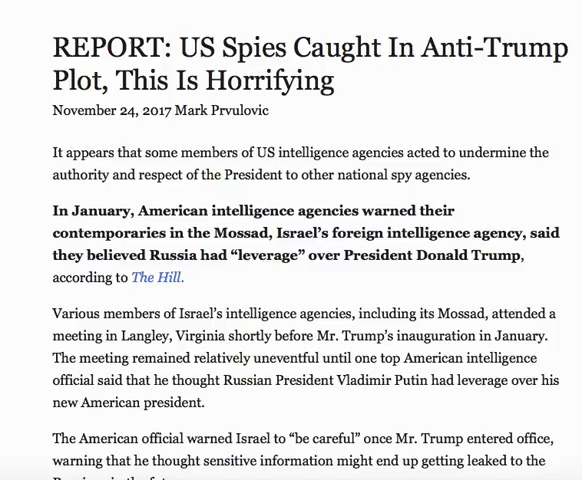 REPORT: US Spies Caught In Anti-Trump
Plot, This Is Horrifying
November 24, 2017 Mark Prvulovic
It appears that some members of US intelligence agencies acted to undermine the
authority and respect of the President to other national spy agencies.
In January, American intelligence agencies warned their
contemporaries in the Mossad, Israel's foreign intelligence agency, said
they believed Russia had “leverage” over President Donald Trump,
according to The Hill.
Various members of Israel's intelligence agencies, including its Mossad, attended a
meeting in Langley, Virginia shortly before Mr. Trump's inauguration in January.
The meeting remained relatively uneventful until one top American intelligence
official said that he thought Russian President Vladimir Putin had leverage over his
new American president.
The American official warned Israel to “be careful” once Mr. Trump entered office,
warning that he thought sensitive information might end up getting leaked to the